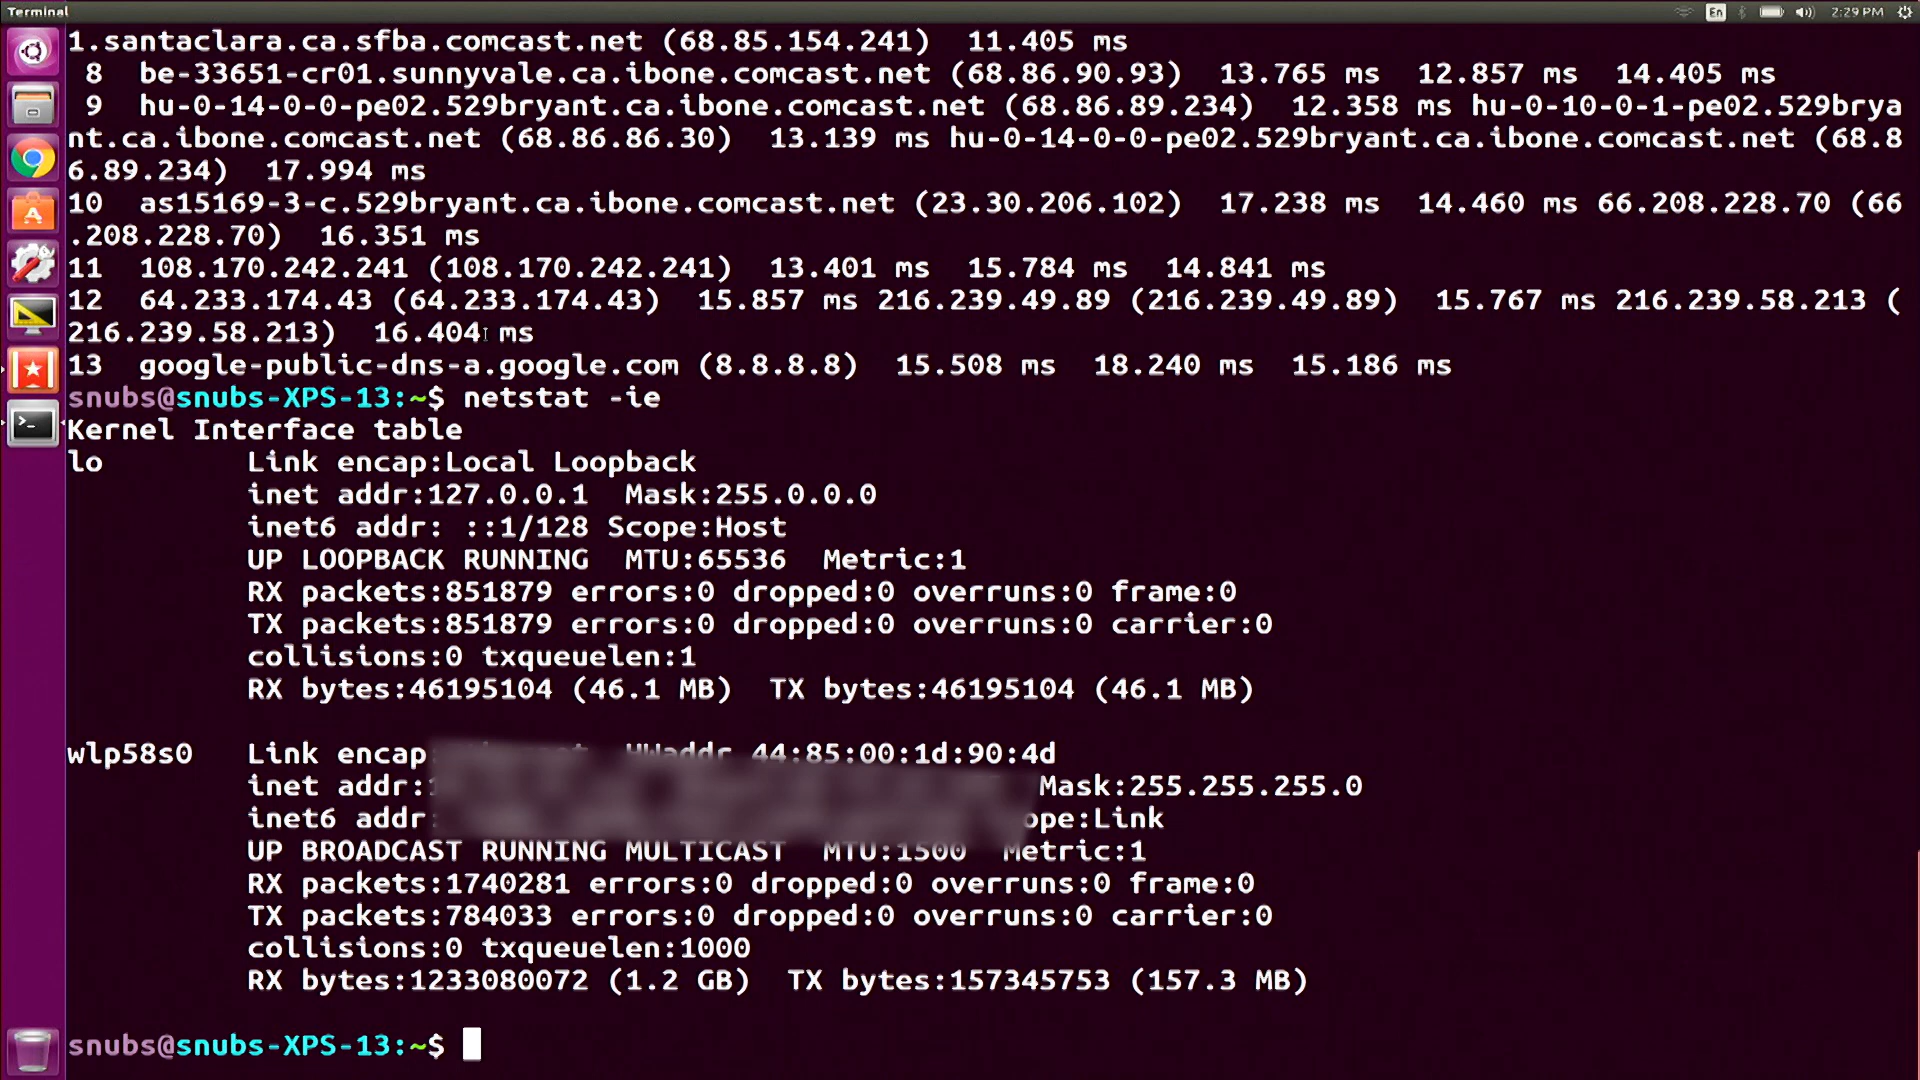 Terminal
En
2:29 PM
1.santaclara.ca.sfba.comcast.net (68.85.154.241)  11.405 ms
8  be-33651-cr01.sunnyvale.ca.ibone.comcast.net (68.86.90.93)  13.765 ms  12.857 ms  14.405 ms
9  hu-0-14-0-0-pe02.529bryant.ca.ibone.comcast.net (68.86.89.234)  12.358 ms hu-0-10-0-1-pe02.529brya
nt.ca.ibone.comcast.net (68.86.86.30)  13.139 ms hu-0-14-0-0-pe02.529bryant.ca.ibone.comcast.net (68.8
6.89.234)  17.994 ms
10  as15169-3-c.529bryant.ca.ibone.comcast.net (23.30.206.102)  17.238 ms  14.460 ms 66.208.228.70 (66
.208.228.70)  16.351 ms
11  108.170.242.241 (108.170.242.241)  13.401 ms  15.784 ms  14.841 ms
12  64.233.174.43 (64.233.174.43)  15.857 ms 216.239.49.89 (216.239.49.89)  15.767 ms 216.239.58.213 (
216.239.58.213)  16.404 ms
13  google-public-dns-a.google.com (8.8.8.8)  15.508 ms  18.240 ms  15.186 ms
snubs@snubs-XPS-13:~$ netstat -ie
Kernel Interface table
lo        Link encap:Local Loopback
          inet addr:127.0.0.1  Mask:255.0.0.0
          inet6 addr: ::1/128 Scope:Host
          UP LOOPBACK RUNNING  MTU:65536  Metric:1
          RX packets:851879 errors:0 dropped:0 overruns:0 frame:0
          TX packets:851879 errors:0 dropped:0 overruns:0 carrier:0
          collisions:0 txqueuelen:1
          RX bytes:46195104 (46.1 MB)  TX bytes:46195104 (46.1 MB)
wlp58s0   Link encap: HWaddr 44:85:00:1d:90:4d
          inet addr: Mask:255.255.255.0
          inet6 addr: ope:Link
          UP BROADCAST RUNNING MULTICAST  MTU:1500  Metric:1
          RX packets:1740281 errors:0 dropped:0 overruns:0 frame:0
          TX packets:784033 errors:0 dropped:0 overruns:0 carrier:0
          collisions:0 txqueuelen:1000
          RX bytes:1233080072 (1.2 GB)  TX bytes:157345753 (157.3 MB)
snubs@snubs-XPS-13:~$